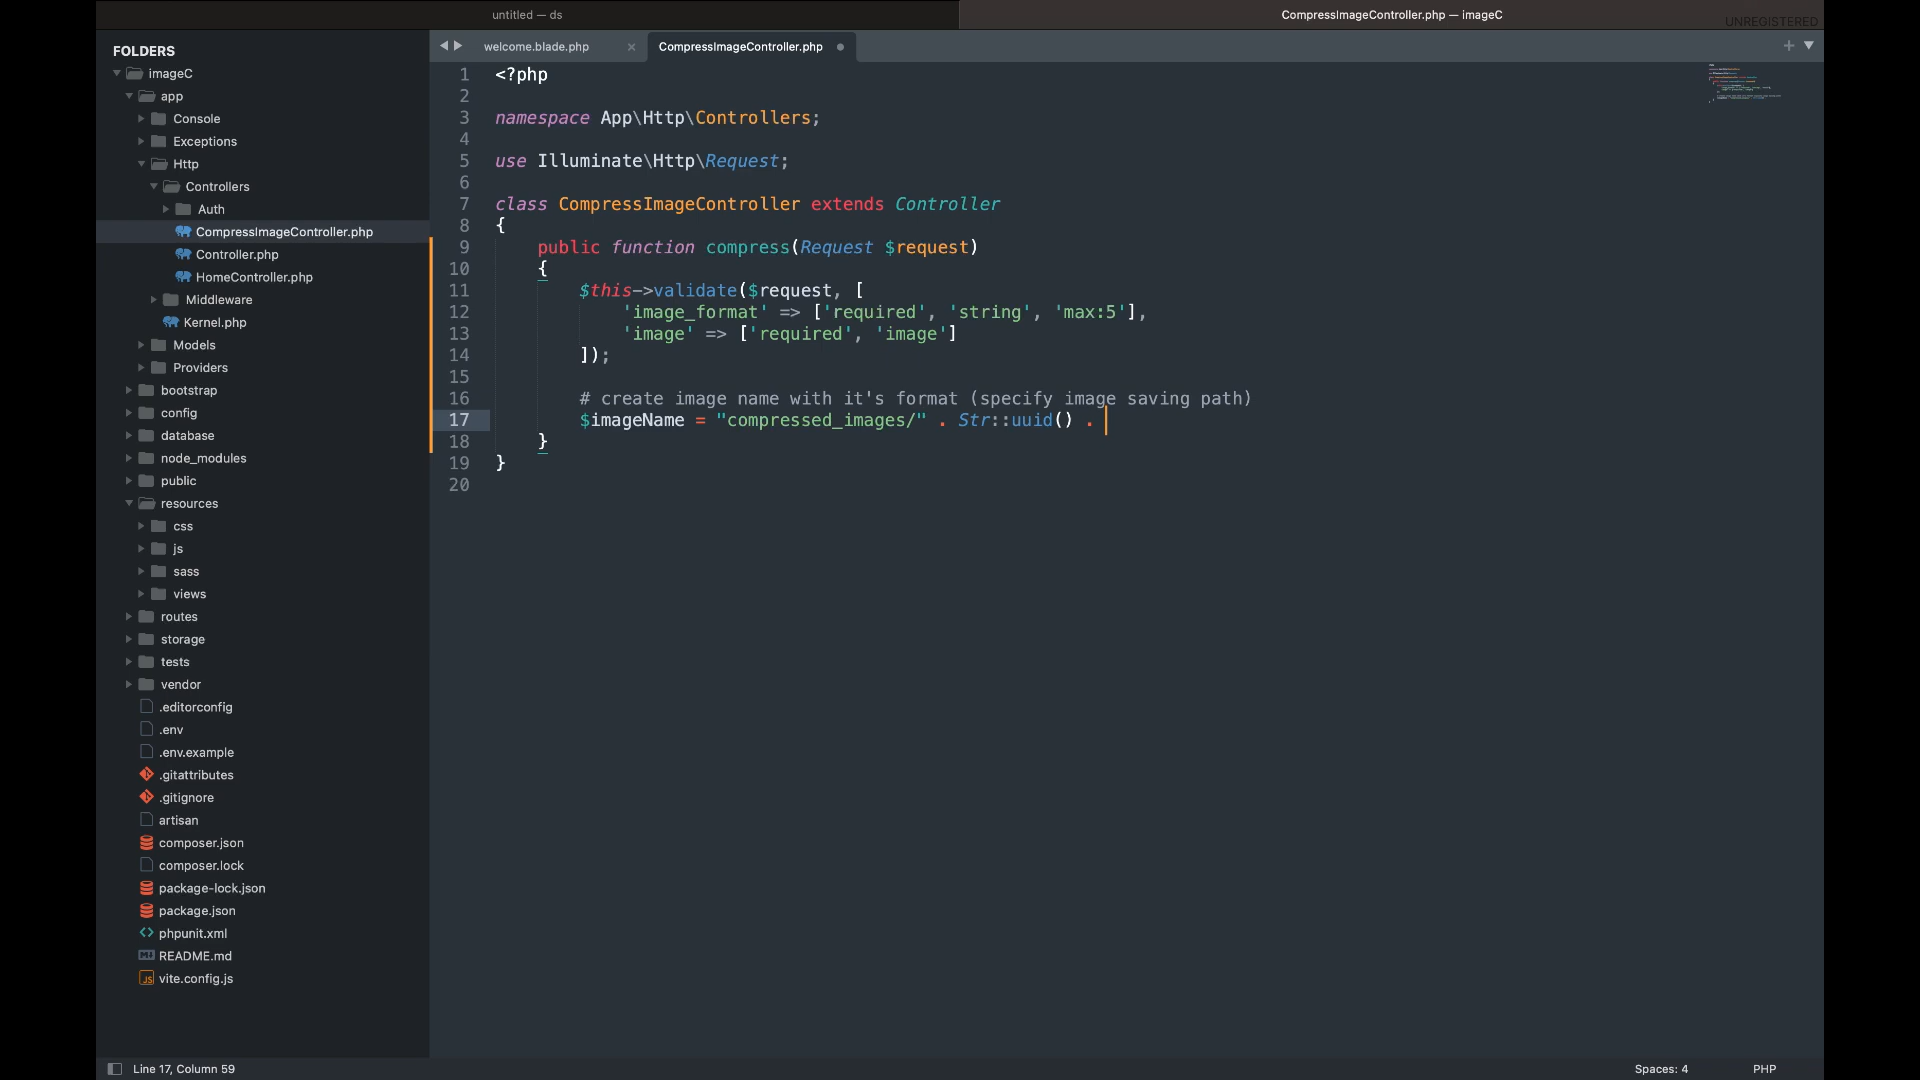 untitled — ds
CompressImageController.php — imageC
UNREGISTERED
FOLDERS
imageC
app
Console
Exceptions
Http
Controllers
Auth
CompressImageController.php
Controller.php
HomeController.php
Middleware
Kernel.php
Models
Providers
bootstrap
config
database
node_modules
public
resources
css
js
sass
views
routes
storage
tests
vendor
.editorconfig
.env
.env.example
.gitattributes
.gitignore
artisan
composer.json
composer.lock
package-lock.json
package.json
phpunit.xml
README.md
vite.config.js
welcome.blade.php
CompressImageController.php
1 <?php
2
3 namespace App\Http\Controllers;
4
5 use Illuminate\Http\Request;
6
7 class CompressImageController extends Controller
8 {
9 public function compress(Request $request)
10 {
11 $this->validate($request, [
12 'image_format' => ['required', 'string', 'max:5'],
13 'image' => ['required', 'image']
14 ]);
15
16 # create image name with it's format (specify image saving path)
17 $imageName = "compressed_images/" . Str::uuid() .
18 }
19 }
20
Line 17, Column 59
Spaces: 4
PHP